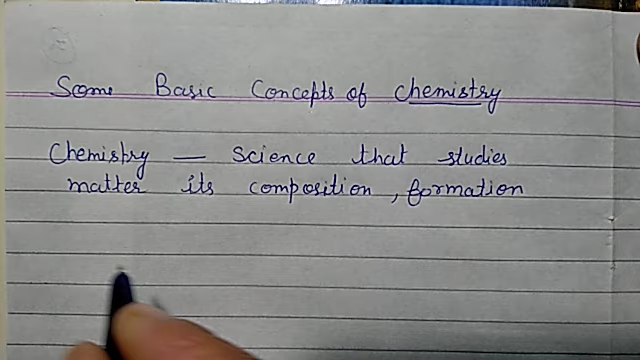 Some Basic Concepts of chemistry
Chemistry — Science that studies
matter its composition, formation